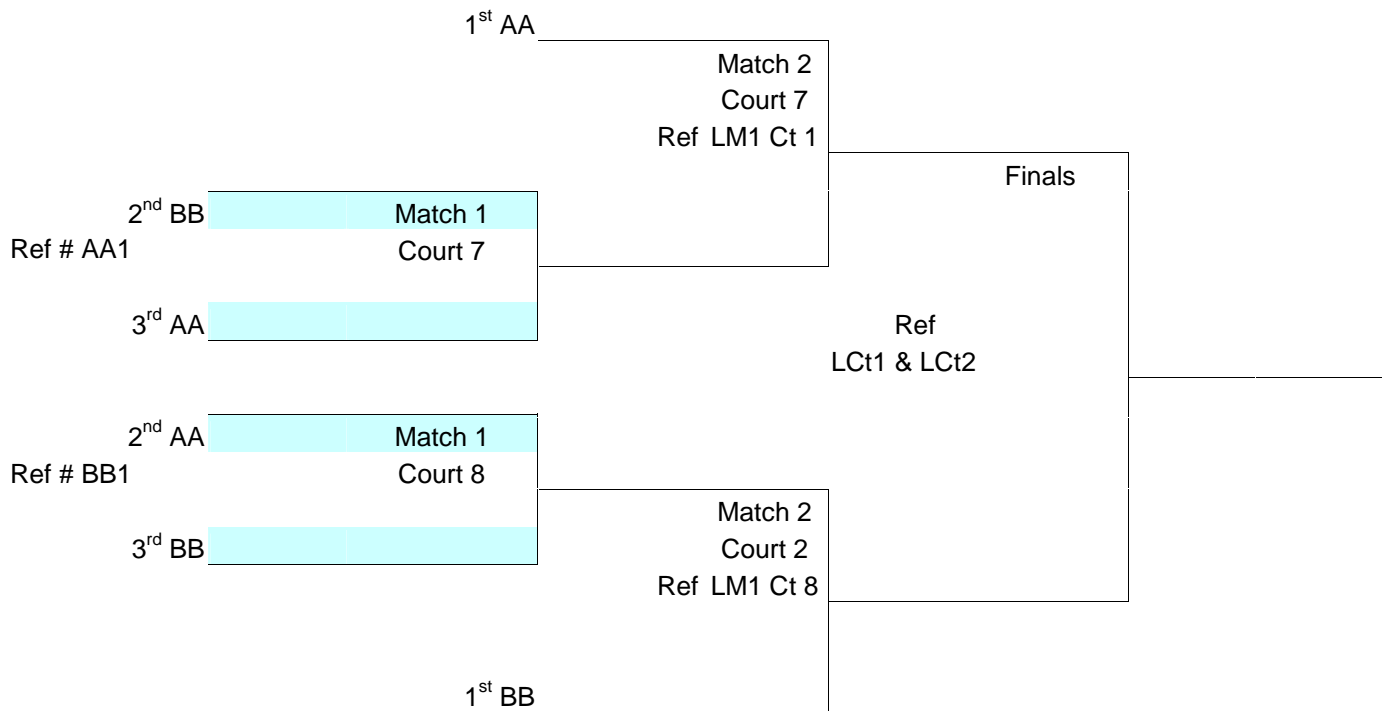 1st AA
Match 2
Court 7
Ref LM1 Ct 1
Finals
2nd BB
Match 1
Ref # AA1
Court 7
3rd AA
Ref
LCt1 & LCt2
2nd AA
Match 1
Ref # BB1
Court 8
Match 2
3rd BB
Court 2
Ref LM1 Ct 8
1st BB